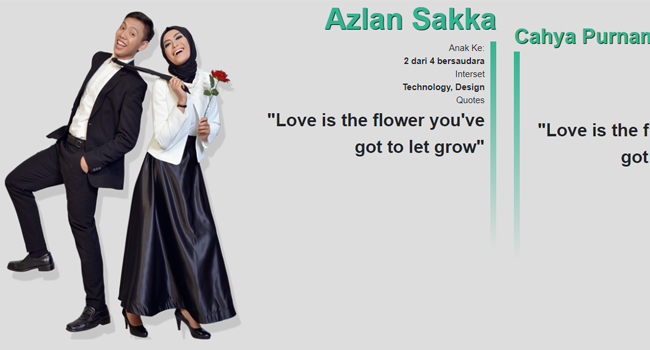 Azlan Sakka
Anak Ke:
2 dari 4 bersaudara
Interset
Technology, Design
Quotes
"Love is the flower you've
got to let grow"
Cahya Purnam
"Love is the f
got